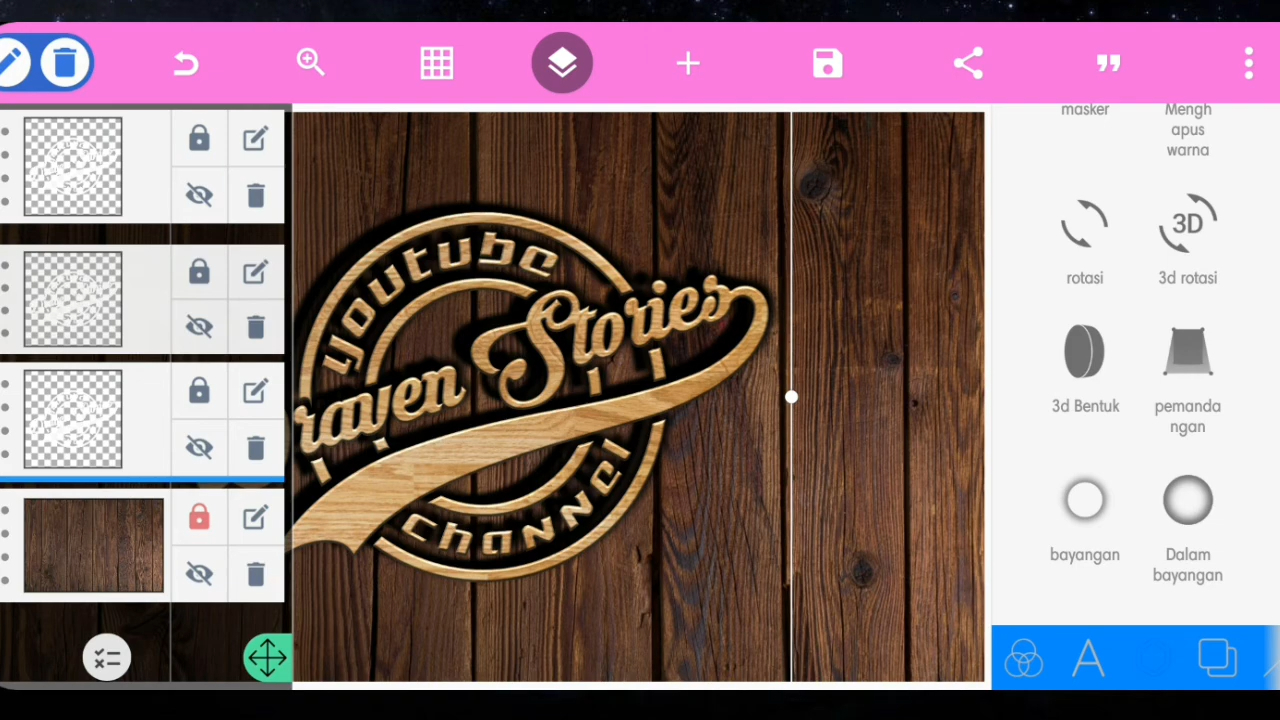 youtube
raven Stories
channel
masker
Mengh
apus
warna
rotasi
3D
3d rotasi
3d Bentuk
pemanda
ngan
bayangan
Dalam
bayangan
A